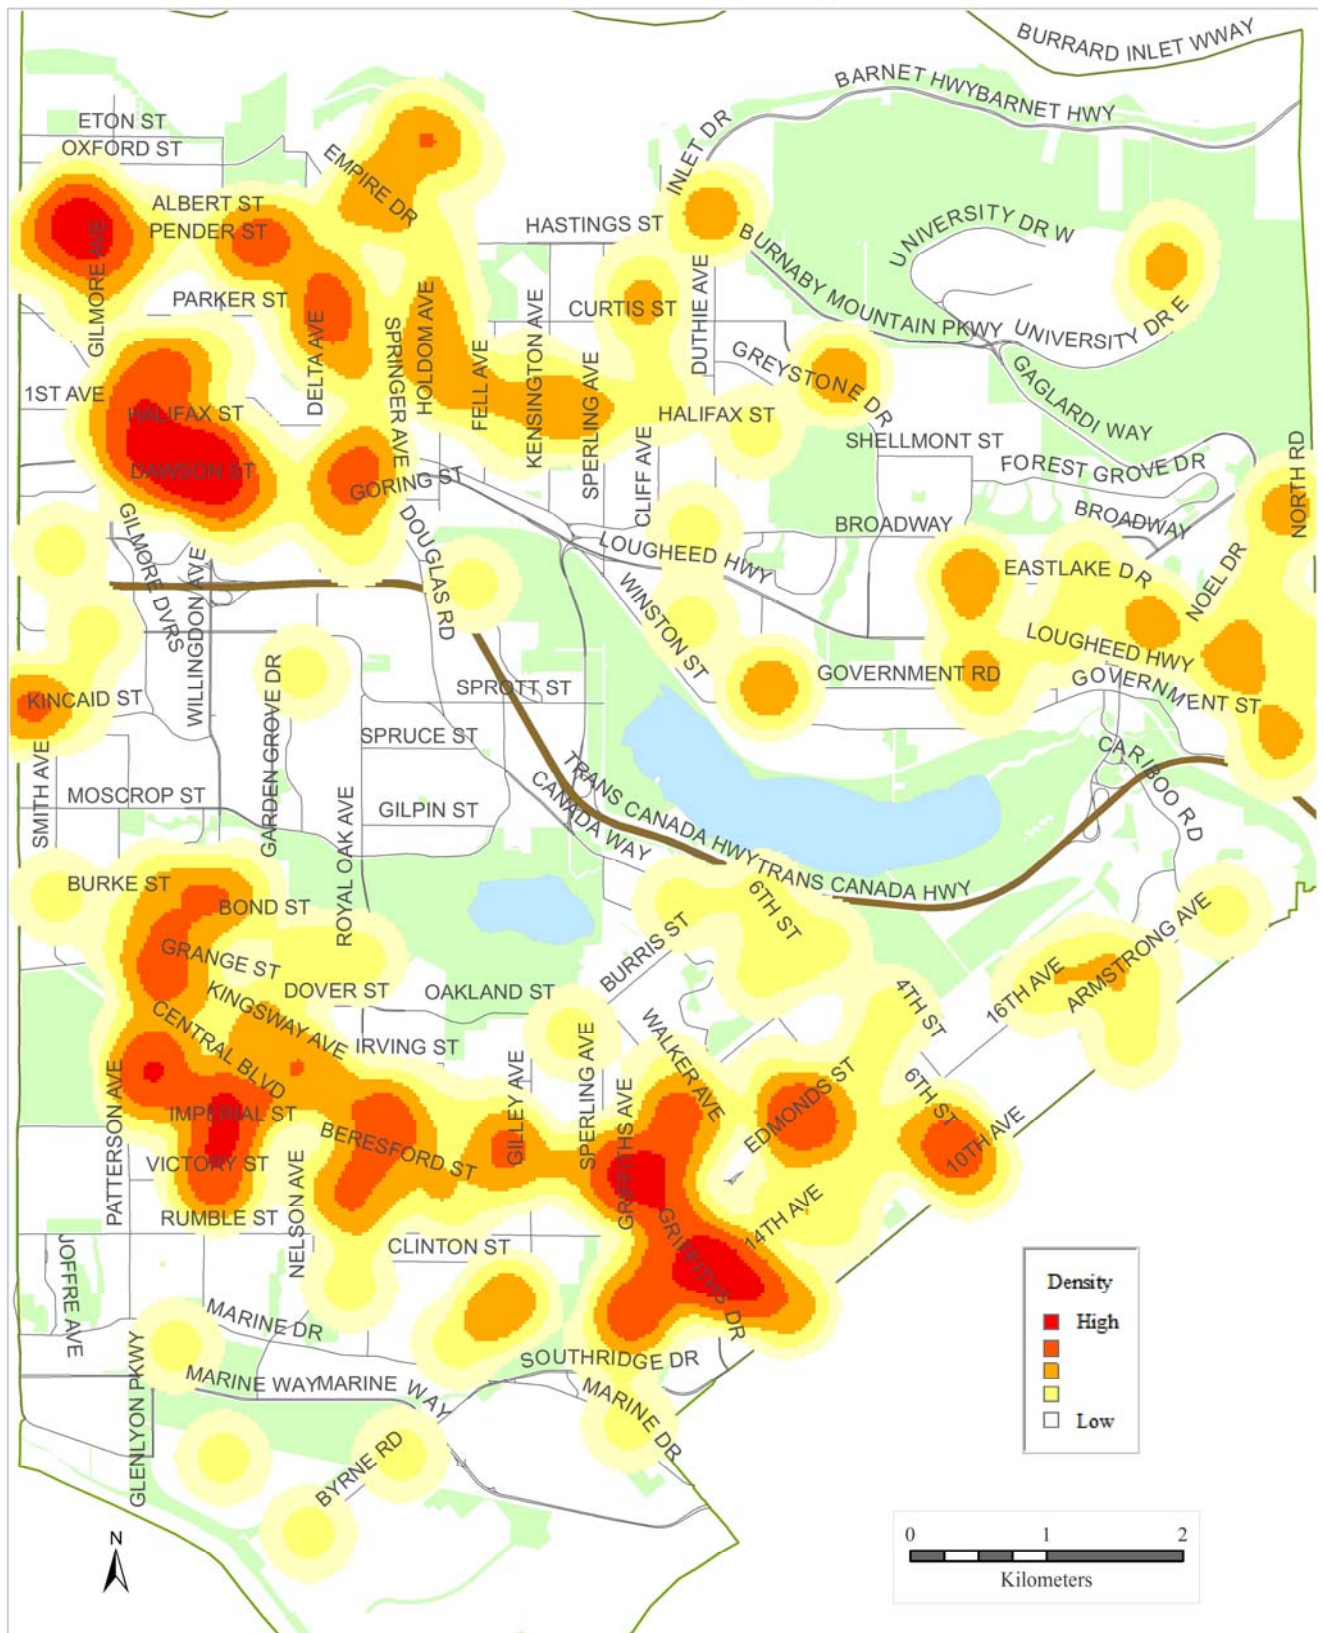 BURRARD INLET WWAY
BARNET HWY
BARNET HWY
ETON ST
OXFORD ST
INLET DR
EMPIRE DR
ALBERT ST
PENDER ST
HASTINGS ST
UNIVERSITY DR W
GILMORE AVE
BURNABY MOUNTAIN PKWY
PARKER ST
CURTIS ST
DUTHIE AVE
UNIVERSITY DR E
DELTA AVE
SPRINGER AVE
HOLDOM AVE
FELL AVE
KENSINGTON AVE
SPERLING AVE
GREYSTONE DR
GAGLARDI WAY
1ST AVE
HALIFAX ST
HALIFAX ST
CLIFF AVE
SHELLMONT ST
FOREST GROVE DR
NORTH RD
DAWSON ST
GORING ST
BROADWAY
BROADWAY
GILMORE DVRS
WILLINGDON AVE
DOUGLAS RD
LOUGHEED HWY
EASTLAKE DR
NOEL DR
WINSTON ST
LOUGHEED HWY
GOVERNMENT RD
GOVERNMENT ST
KINCAID ST
GARDEN GROVE DR
SPROTT ST
SPRUCE ST
SMITH AVE
MOSCROP ST
ROYAL OAK AVE
GILPIN ST
TRANS CANADA HWY
TRANS CANADA HWY
CANADA WAY
CARIBOO RD
BURKE ST
BOND ST
6TH ST
BURRIS ST
ARMSTRONG AVE
16TH AVE
GRANGE ST
DOVER ST
OAKLAND ST
4TH ST
KINGSWAY AVE
CENTRAL BLVD
IRVING ST
WALKER AVE
SPERLING AVE
GILLEY AVE
GRIFFITHS AVE
EDMONDS ST
6TH ST
10TH AVE
PATTERSON AVE
IMPERIAL ST
BERESFORD ST
VICTORY ST
NELSON AVE
RUMBLE ST
CLINTON ST
14TH AVE
GRIFFITHS DR
JOFFRE AVE
MARINE DR
SOUTHRIDGE DR
MARINE WAY
MARINE WAY
MARINE DR
GLENLYON PKWY
BYRNE RD
Density
High
Low
N
0 1 2
Kilometers